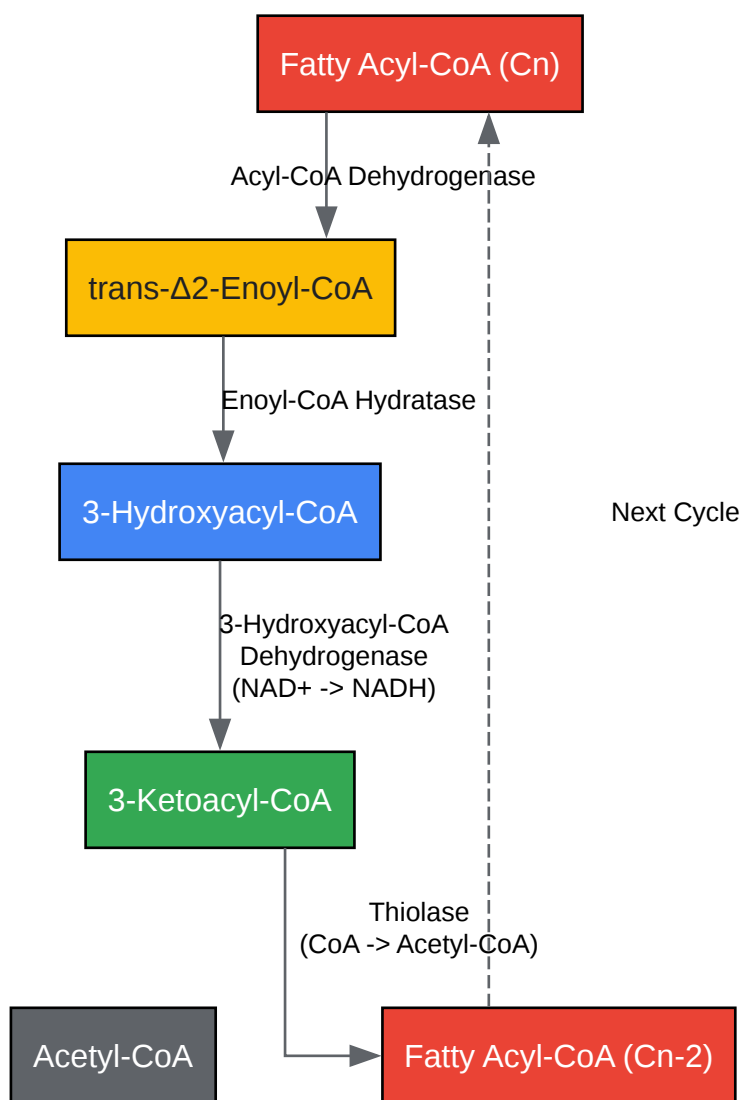 Fatty Acyl-CoA (Cn)
Acyl-CoA Dehydrogenase
trans-Δ2-Enoyl-CoA
Enoyl-CoA Hydratase
3-Hydroxyacyl-CoA
Next Cycle
3-Hydroxyacyl-CoA
Dehydrogenase
(NAD+ -> NADH)
3-Ketoacyl-CoA
Thiolase
(CoA -> Acetyl-CoA)
Acetyl-CoA
Fatty Acyl-CoA (Cn-2)